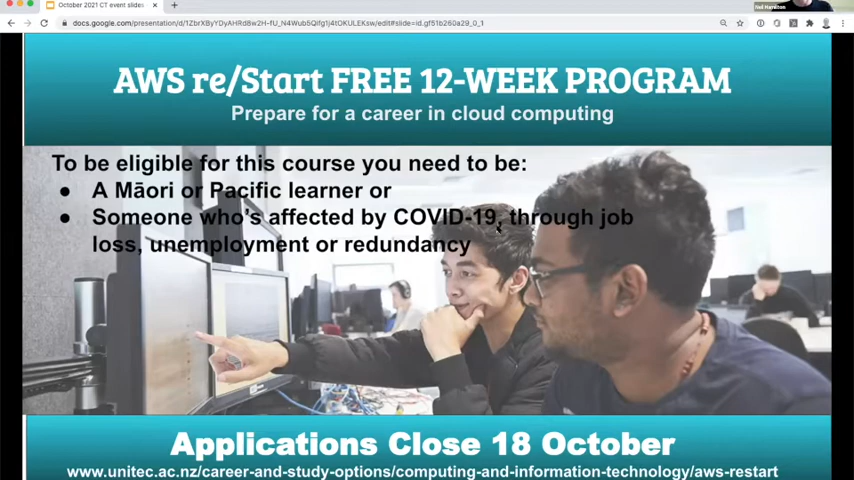 October 2021 CT event slides
docs.google.com/presentation/d/1ZbrXByYDyAHRd8w2H-fU_N4Wub5Qifg1j4tOKULEKsw/edit#slide=id.gf51b260a29_0_1
Neil Hamilton
AWS re/Start FREE 12-WEEK PROGRAM
Prepare for a career in cloud computing
To be eligible for this course you need to be:
● A Māori or Pacific learner or
● Someone who's affected by COVID-19, through job
loss, unemployment or redundancy
Applications Close 18 October
www.unitec.ac.nz/career-and-study-options/computing-and-information-technology/aws-restart